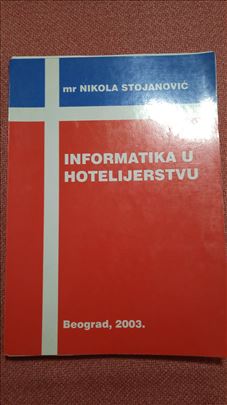 mr NIKOLA STOJANOVIĆ
INFORMATIKA U
HOTELIJERSTVU
Beograd, 2003.